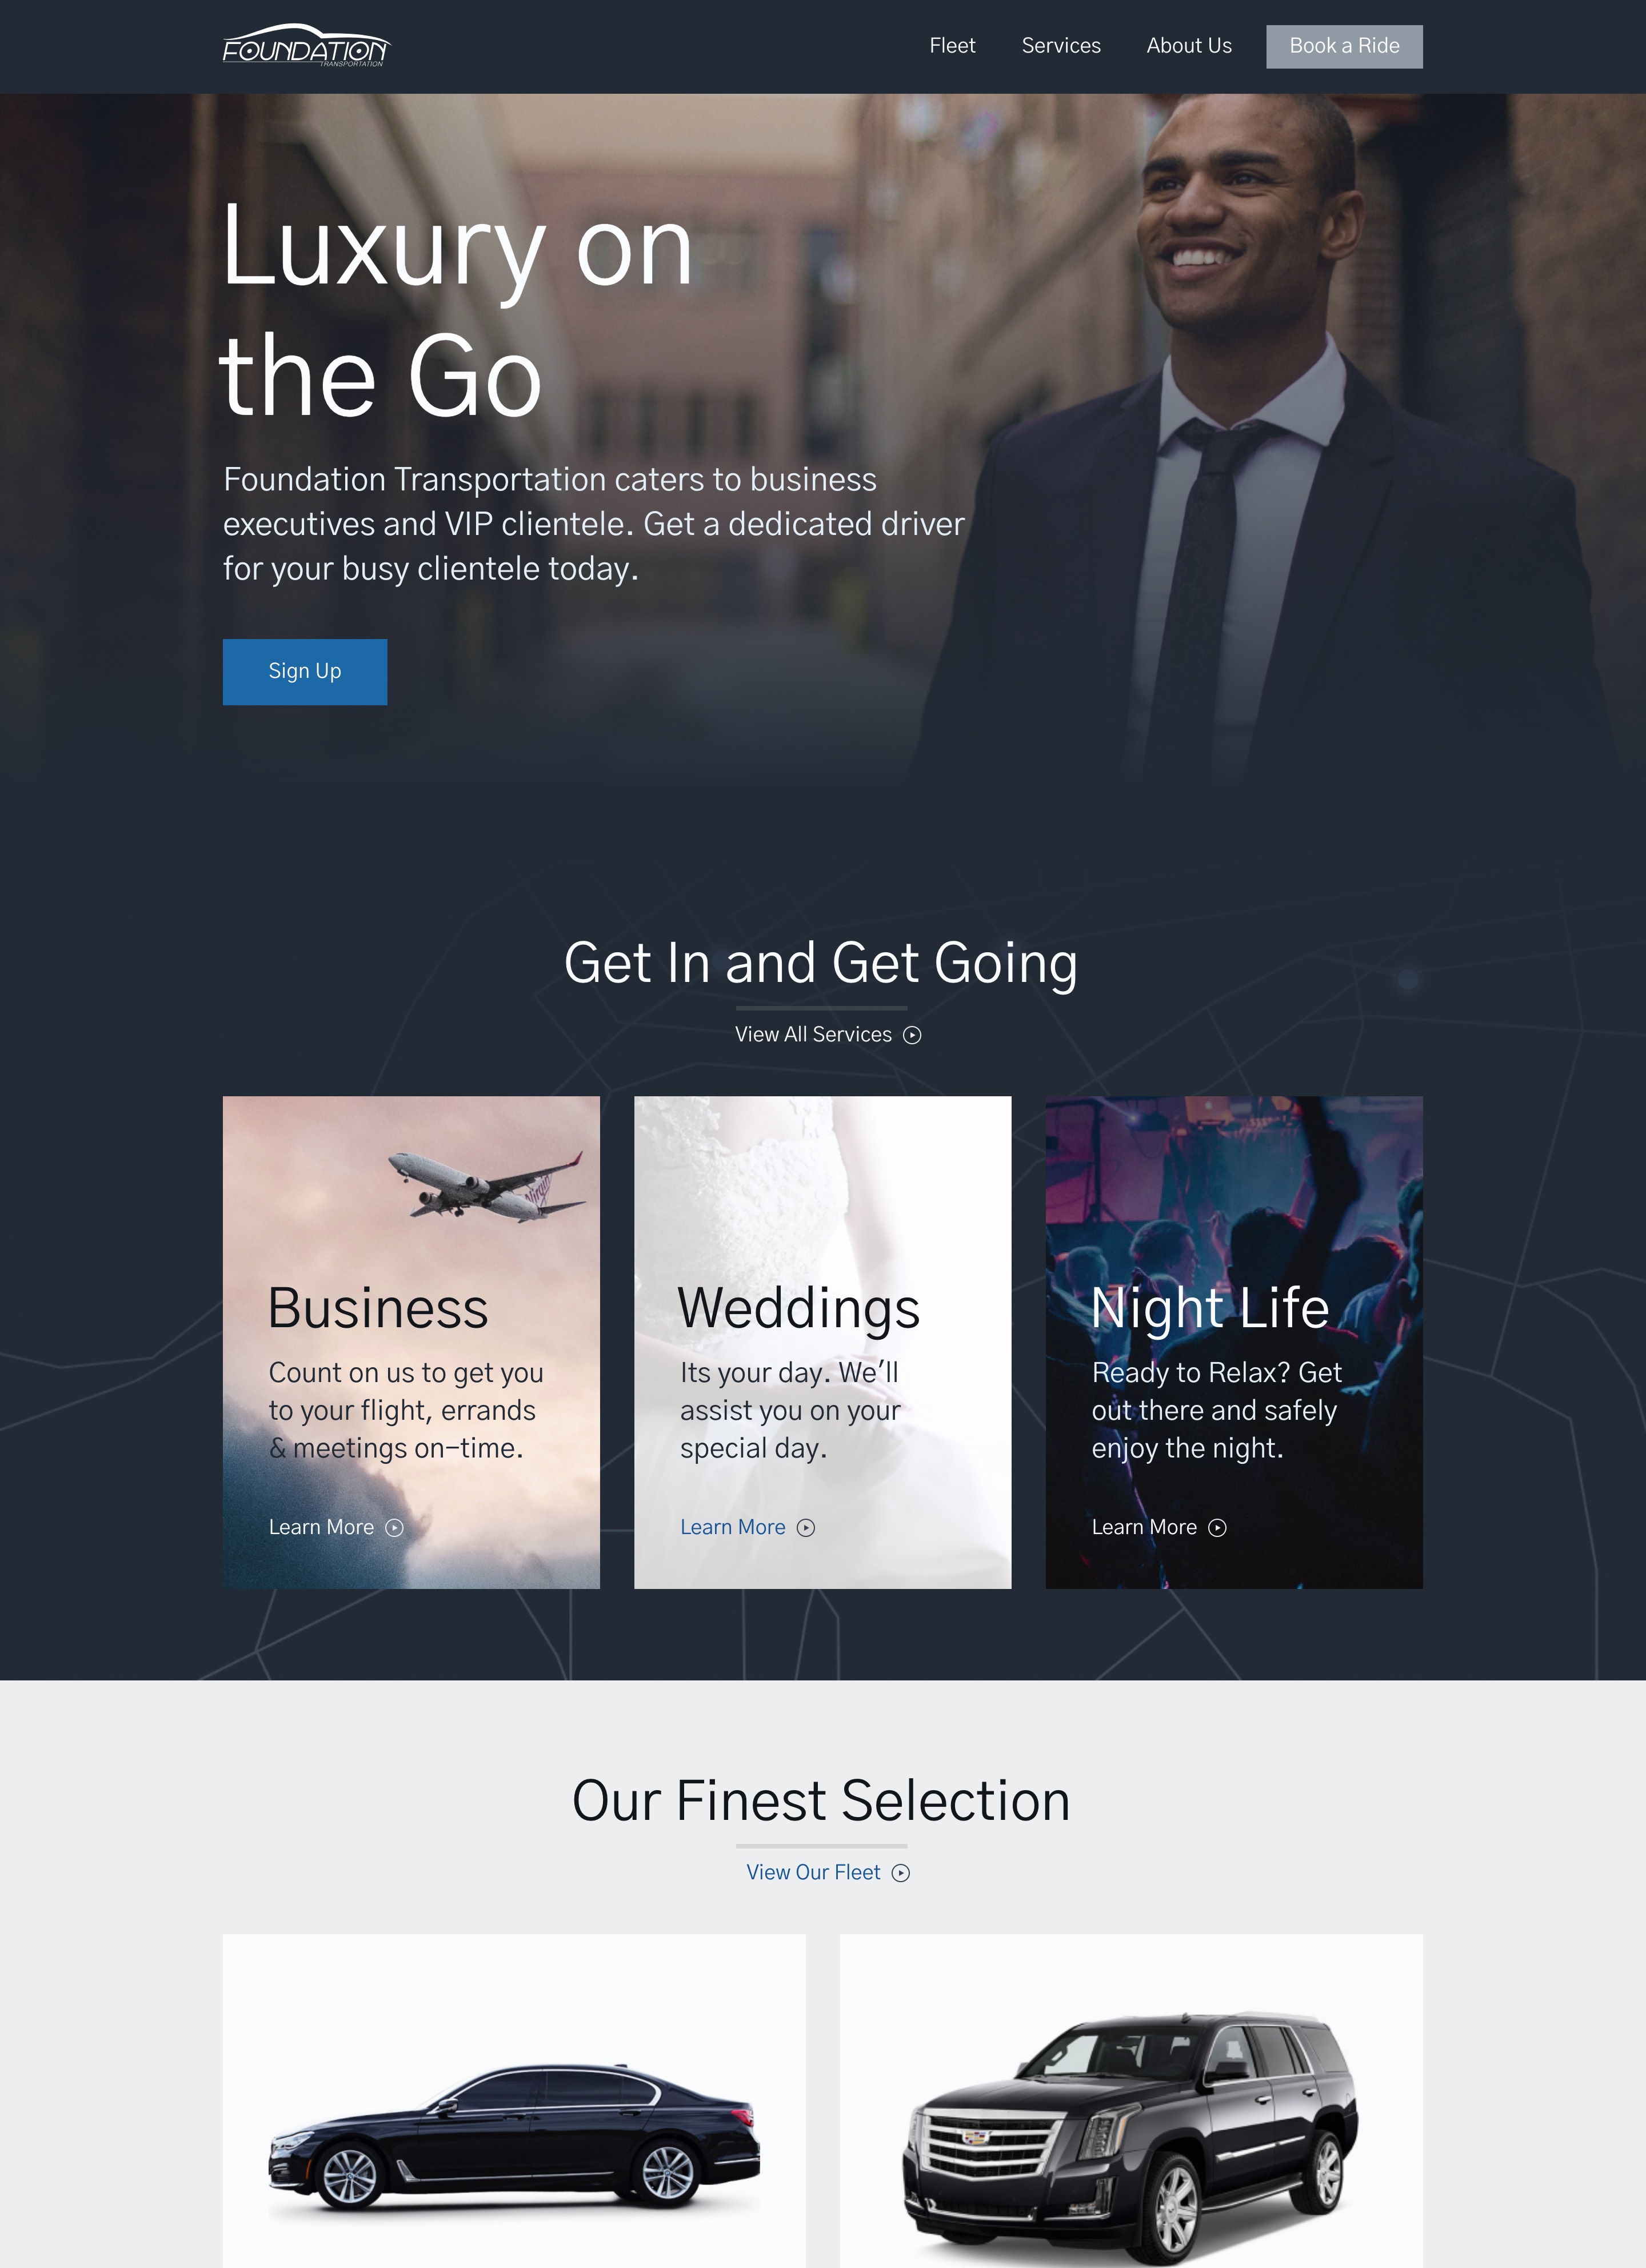 FOUNDATION
TRANSPORTATION
Fleet
Services
About Us
Book a Ride
Luxury on
the Go
Foundation Transportation caters to business
executives and VIP clientele. Get a dedicated driver
for your busy clientele today.
Sign Up
Get In and Get Going
View All Services
Virgin
Business
Count on us to get you
to your flight, errands
& meetings on-time.
Learn More
Weddings
Its your day. We'll
assist you on your
special day.
Learn More
Night Life
Ready to Relax? Get
out there and safely
enjoy the night.
Learn More
Our Finest Selection
View Our Fleet